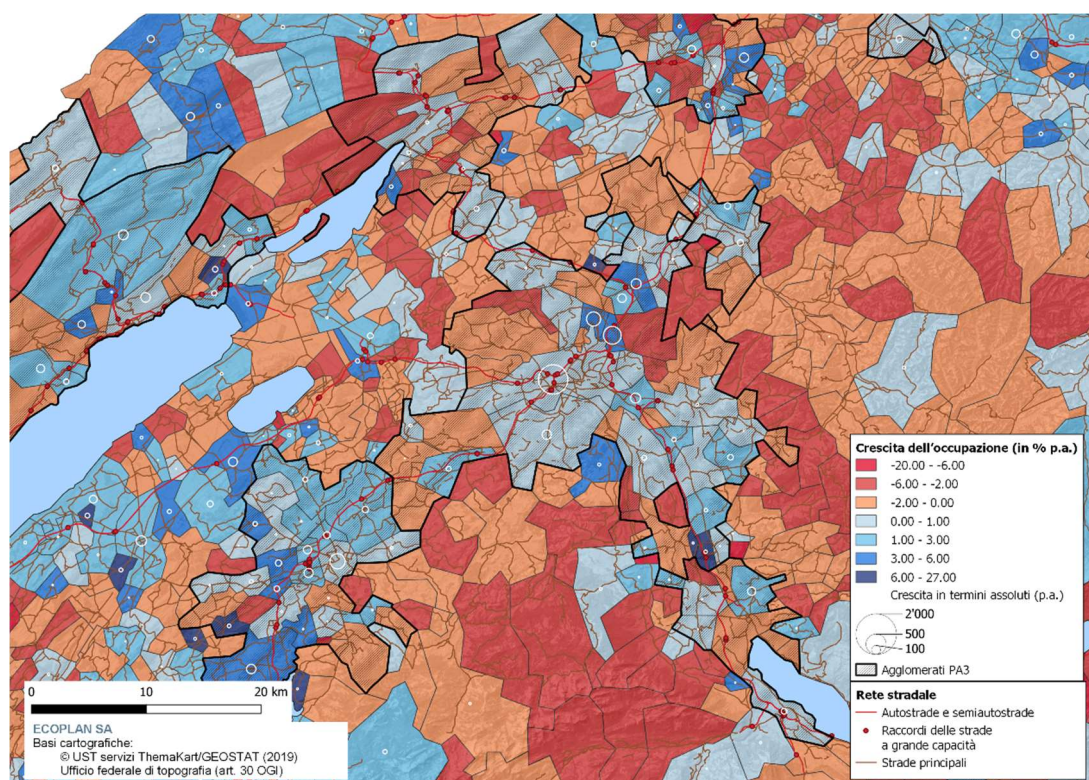 Crescita dell'occupazione (in % p.a.)
-20.00 - -6.00
-6.00 - -2.00
-2.00 - 0.00
0.00 - 1.00
1.00 - 3.00
3.00 - 6.00
6.00 - 27.00
Crescita in termini assoluti (p.a.)
2'000
500
100
Agglomerati PA3
Rete stradale
Autostrade e semiautostrade
Raccordi delle strade
a grande capacità
Strade principali
0 10 20 km
ECOPLAN SA
Basi cartografiche:
© UST servizi ThemaKart/GEOSTAT (2019)
Ufficio federale di topografia (art. 30 OGI)